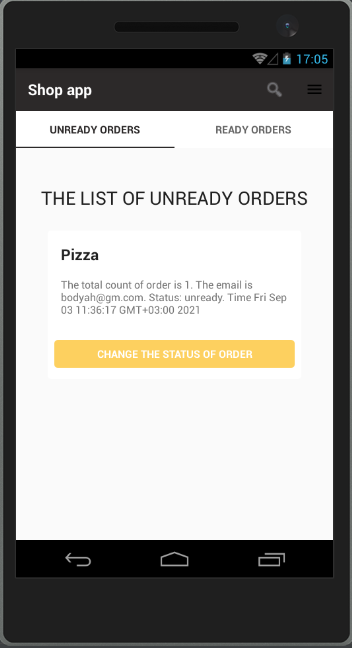 17:05
Shop app
UNREADY ORDERS
READY ORDERS
THE LIST OF UNREADY ORDERS
Pizza
The total count of order is 1. The email is
bodyah@gm.com. Status: unready. Time Fri Sep
03 11:36:17 GMT+03:00 2021
CHANGE THE STATUS OF ORDER